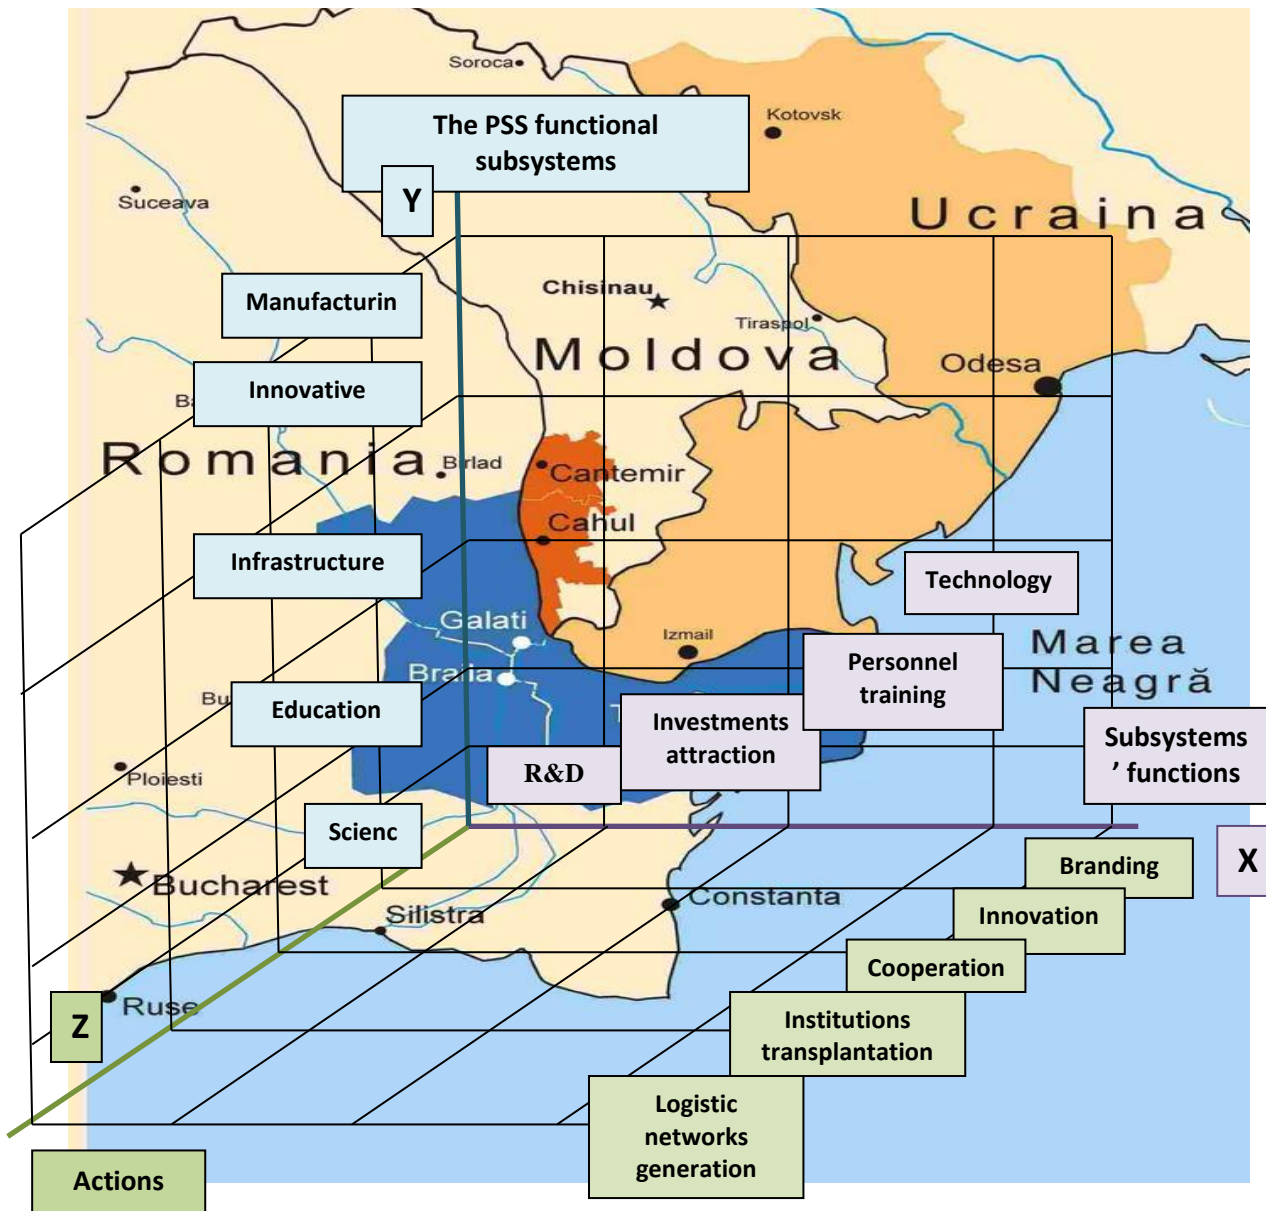 Soroca
The PSS functional
subsystems
Kotovsk
Y
Suceava
Ucraina
Manufacturin
Chisinau
Tiraspol
Moldova
Odesa
Innovative
Romania
Birlad
Cantemir
Cahul
Infrastructure
Technology
Galati
Izmail
Marea
Neagră
Braila
Personnel
training
Education
Investments
attraction
Subsystems
’ functions
R&D
Ploiesti
Scienc
X
Branding
Bucharest
Constanta
Silistra
Innovation
Cooperation
Ruse
Z
Institutions
transplantation
Logistic
networks
generation
Actions